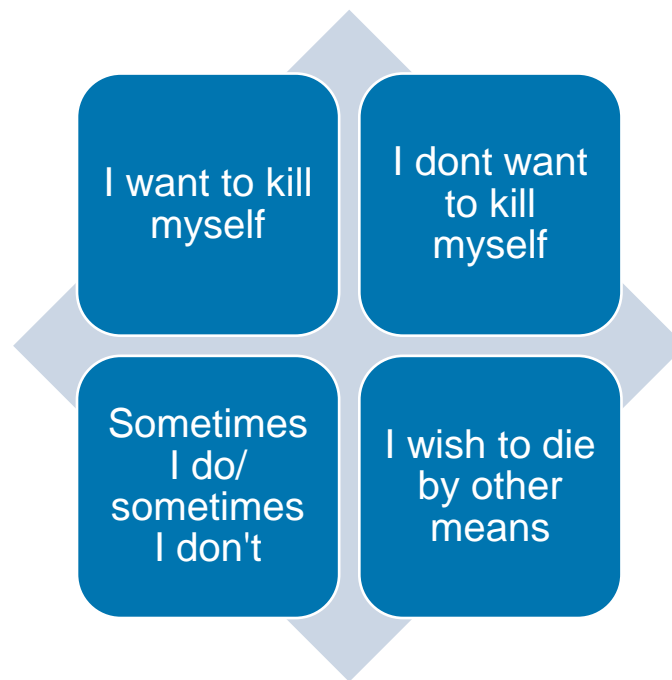 I want to kill
myself
I dont want
to kill
myself
Sometimes
I do/
sometimes
I don't
I wish to die
by other
means